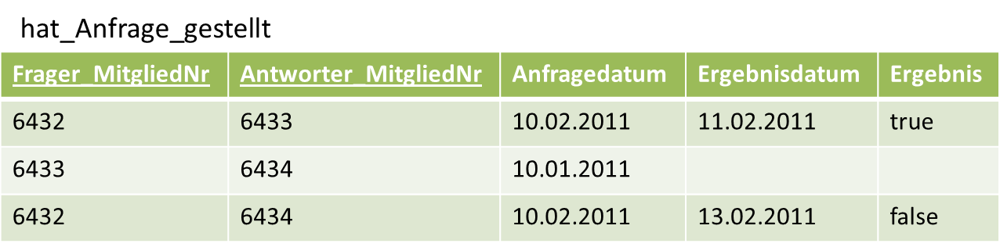 hat_Anfrage_gestellt
Frager_MitgliedNr Antworter_MitgliedNr Anfragedatum Ergebnisdatum Ergebnis
6432 6433 10.02.2011 11.02.2011 true
6433 6434 10.01.2011
6432 6434 10.02.2011 13.02.2011 false